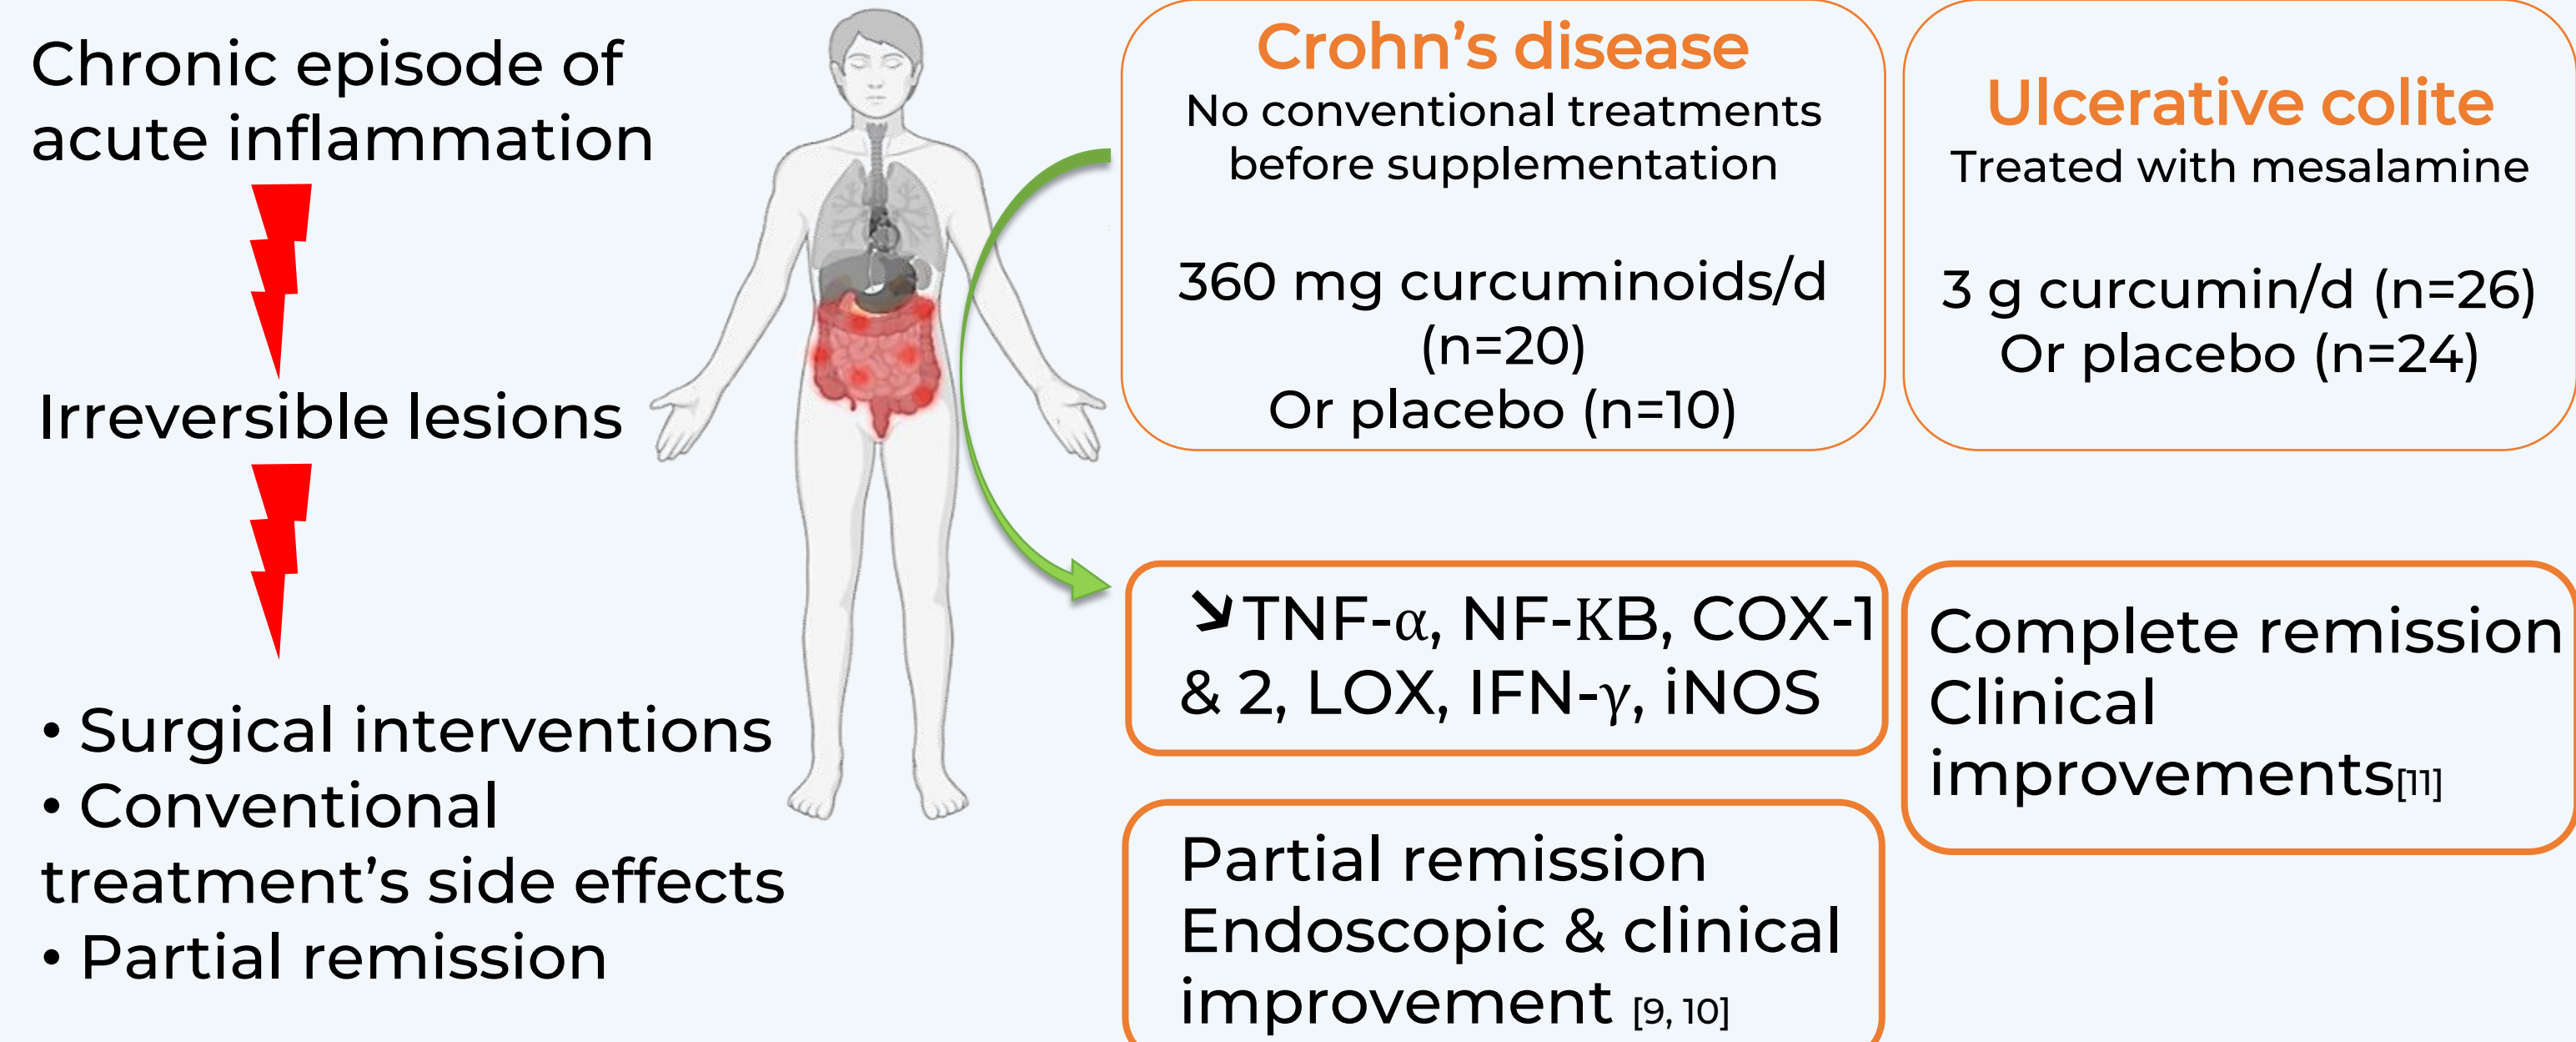 Chronic episode of
acute inflammation
Irreversible lesions
• Surgical interventions
• Conventional
treatment’s side effects
• Partial remission
Crohn’s disease
No conventional treatments
before supplementation
360 mg curcuminoids/d
(n=20)
Or placebo (n=10)
↘TNF-α, NF-KB, COX-1
& 2, LOX, IFN-γ, iNOS
Partial remission
Endoscopic & clinical
improvement [9, 10]
Ulcerative colite
Treated with mesalamine
3 g curcumin/d (n=26)
Or placebo (n=24)
Complete remission
Clinical
improvements[11]